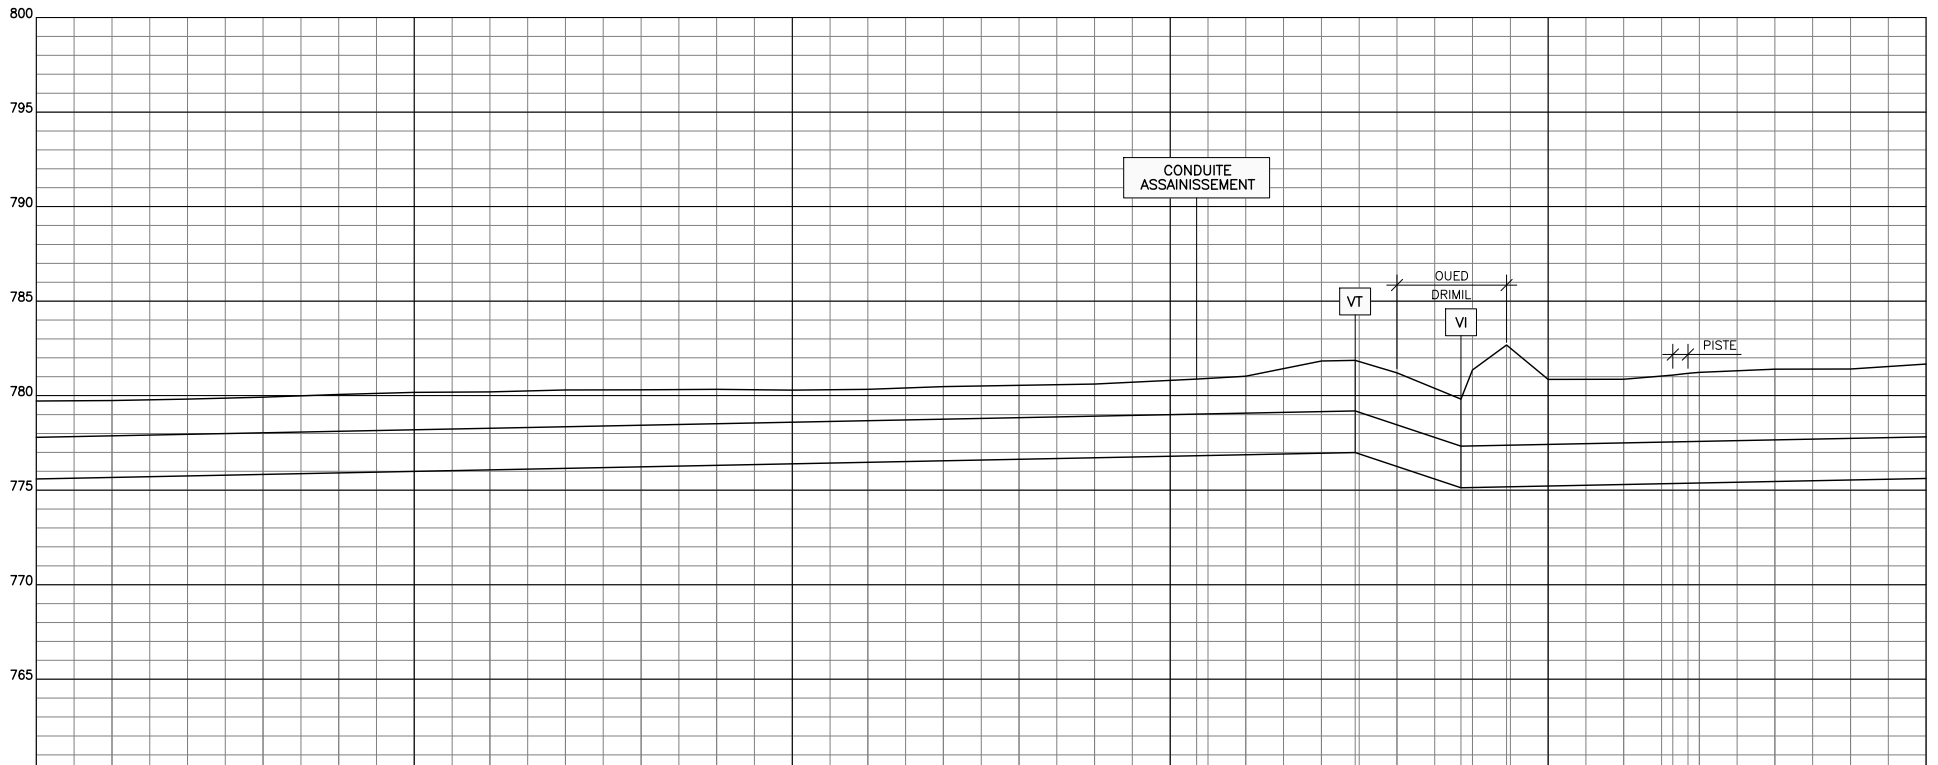 800
795
790
785
780
775
770
765
CONDUITE
ASSAINISSEMENT
VT
OUED
DRIMIL
VI
PISTE